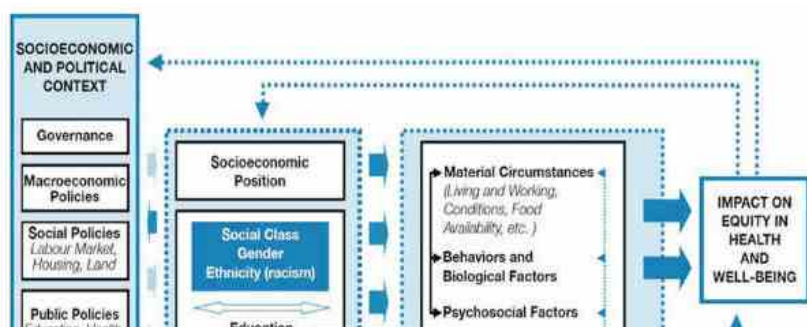 SOCIOECONOMIC
AND POLITICAL
CONTEXT
Governance
Macroeconomic
Policies
Social Policies
Labour Market,
Housing, Land
Public Policies
Socioeconomic
Position
Social Class
Gender
Ethnicity (racism)
Education
Material Circumstances
(Living and Working,
Conditions, Food
Availability, etc. )
Behaviors and
Biological Factors
Psychosocial Factors
IMPACT ON
EQUITY IN
HEALTH
AND
WELL-BEING